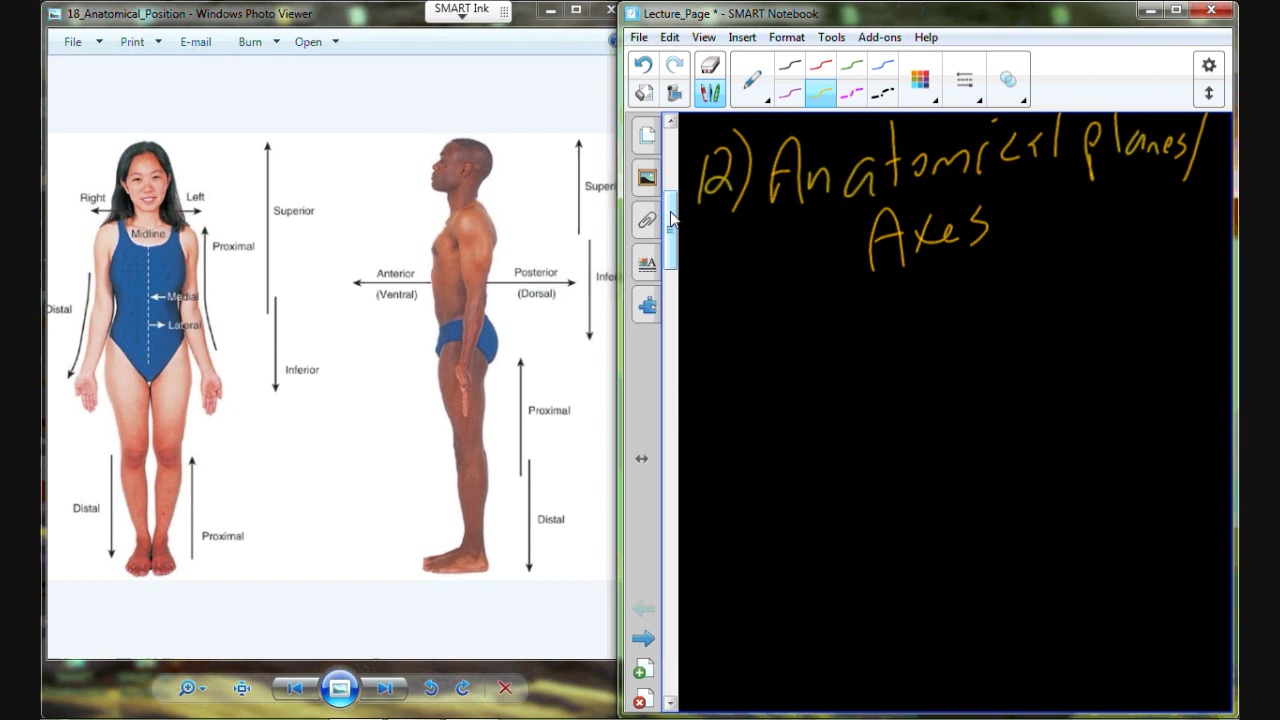 18_Anatomical_Position - Windows Photo Viewer
SMART Ink
File Print E-mail Burn Open
Right
Left
Midline
Superior
Proximal
Medial
Lateral
Distal
Inferior
Distal
Proximal
Superi
Anterior
(Ventral)
Posterior
(Dorsal)
Infer
Proximal
Distal
Lecture_Page * - SMART Notebook
File Edit View Insert Format Tools Add-ons Help
12) Anatomical planes/
Axes